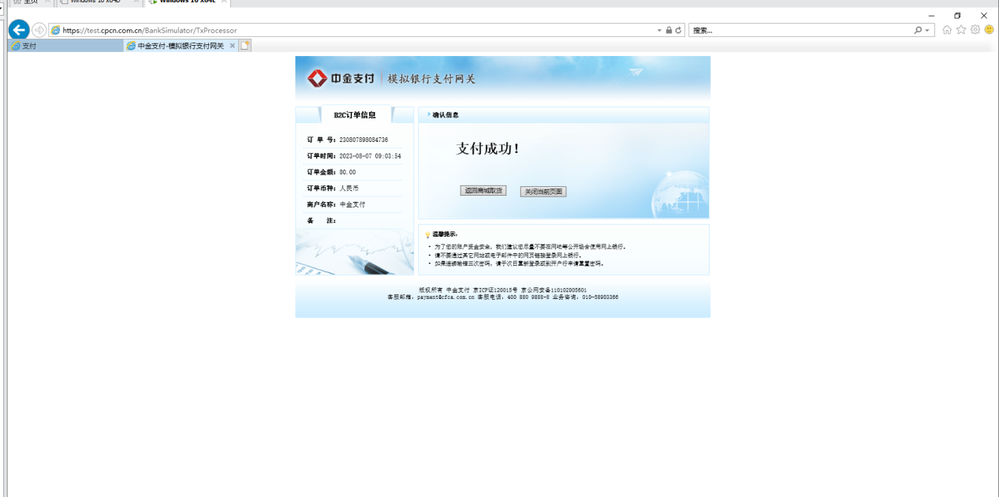 主页
Windows 10 x64D
Windows 10 x64E
https://test.cpcn.com.cn/BankSimulator/TxProcessor
搜索...
支付
中金支付-模拟银行支付网关
中金支付 模拟银行支付网关
B2C订单信息
订 单 号: 230807898084736
订单时间: 2023-08-07 09:03:54
订单金额: 80.00
订单币种: 人民币
商户名称: 中金支付
备 注:
确认信息
支付成功!
返回商城取货 关闭当前页面
温馨提示:
• 为了您的账户资金安全，我们建议您尽量不要在网吧等公开场合使用网上银行。
• 请不要通过其它网站或电子邮件中的网页链接登录网上银行。
• 如果连续输错三次密码，请于次日重新登录或到开户行申请重置密码。
版权所有 中金支付 京ICP证120015号 京公网安备110102005601
客服邮箱: payment@cfca.com.cn 客服电话: 400 880 9888-8 业务咨询: 010-58903366